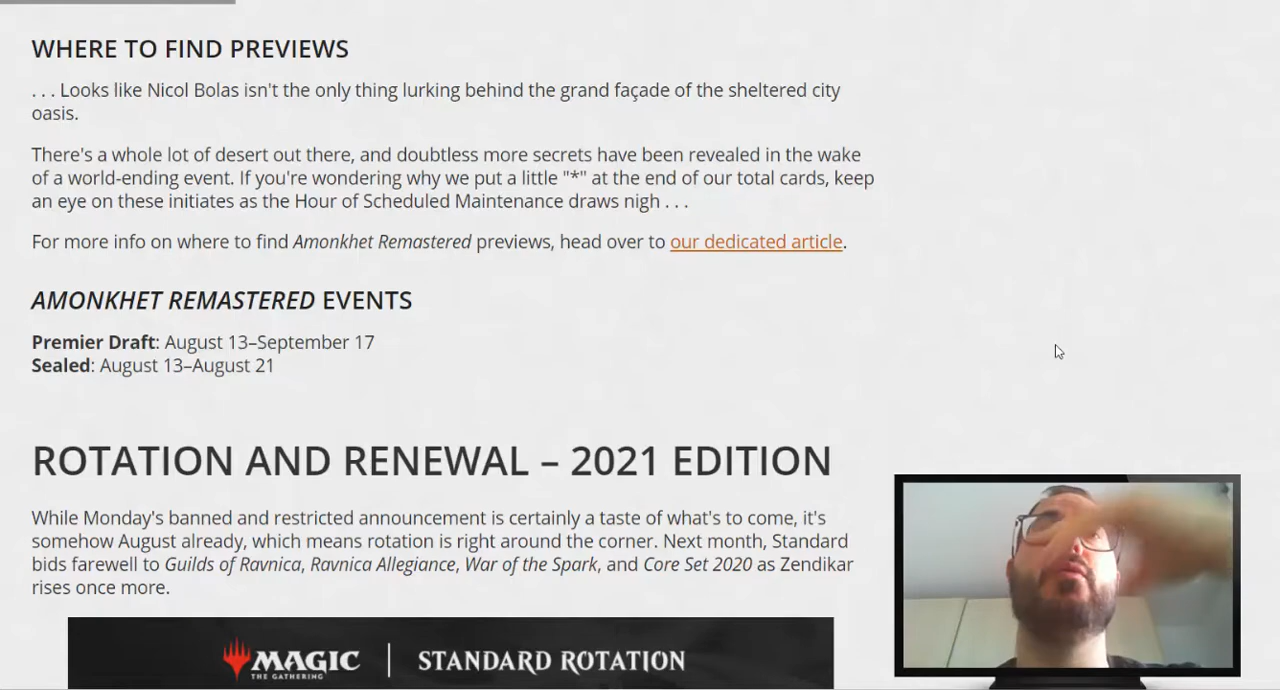 WHERE TO FIND PREVIEWS
. . . Looks like Nicol Bolas isn't the only thing lurking behind the grand façade of the sheltered city
oasis.
There's a whole lot of desert out there, and doubtless more secrets have been revealed in the wake
of a world-ending event. If you're wondering why we put a little "*" at the end of our total cards, keep
an eye on these initiates as the Hour of Scheduled Maintenance draws nigh . . .
For more info on where to find Amonkhet Remastered previews, head over to our dedicated article.
AMONKHET REMASTERED EVENTS
Premier Draft: August 13–September 17
Sealed: August 13–August 21
ROTATION AND RENEWAL – 2021 EDITION
While Monday's banned and restricted announcement is certainly a taste of what's to come, it's
somehow August already, which means rotation is right around the corner. Next month, Standard
bids farewell to Guilds of Ravnica, Ravnica Allegiance, War of the Spark, and Core Set 2020 as Zendikar
rises once more.
MAGIC THE GATHERING | STANDARD ROTATION